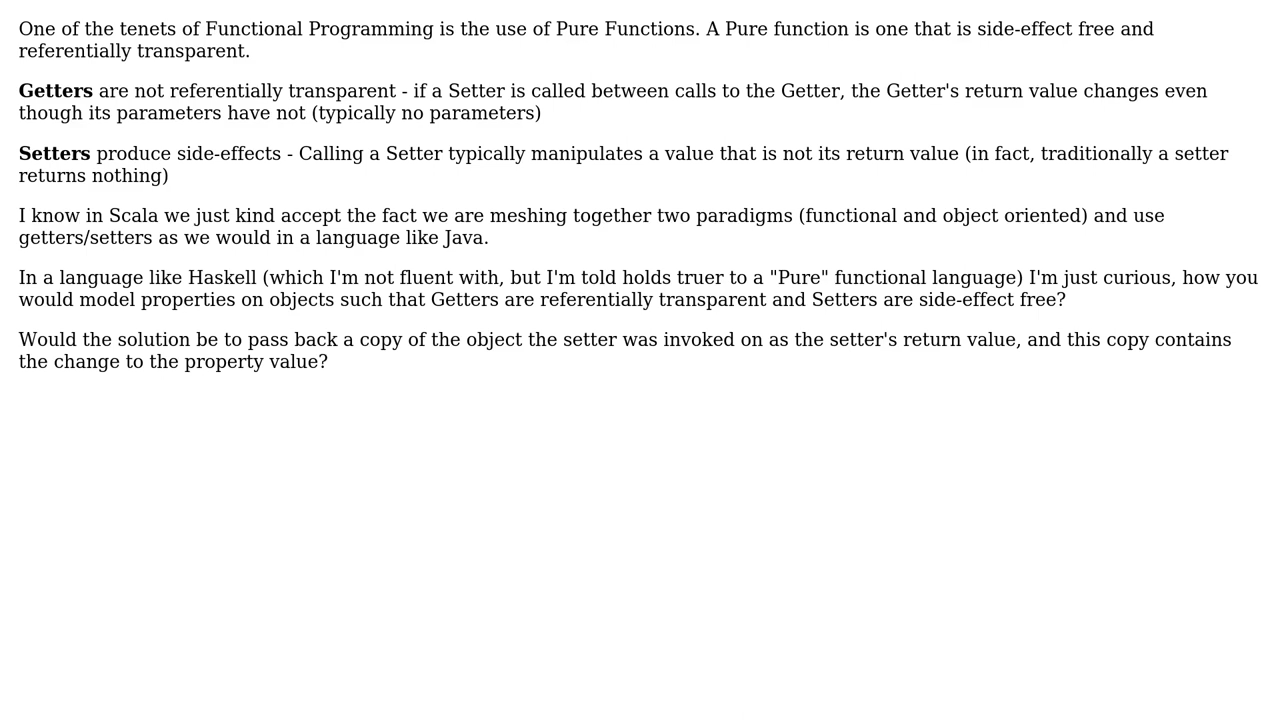 One of the tenets of Functional Programming is the use of Pure Functions. A Pure function is one that is side-effect free and
referentially transparent.
Getters are not referentially transparent - if a Setter is called between calls to the Getter, the Getter's return value changes even
though its parameters have not (typically no parameters)
Setters produce side-effects - Calling a Setter typically manipulates a value that is not its return value (in fact, traditionally a setter
returns nothing)
I know in Scala we just kind accept the fact we are meshing together two paradigms (functional and object oriented) and use
getters/setters as we would in a language like Java.
In a language like Haskell (which I'm not fluent with, but I'm told holds truer to a "Pure" functional language) I'm just curious, how you
would model properties on objects such that Getters are referentially transparent and Setters are side-effect free?
Would the solution be to pass back a copy of the object the setter was invoked on as the setter's return value, and this copy contains
the change to the property value?